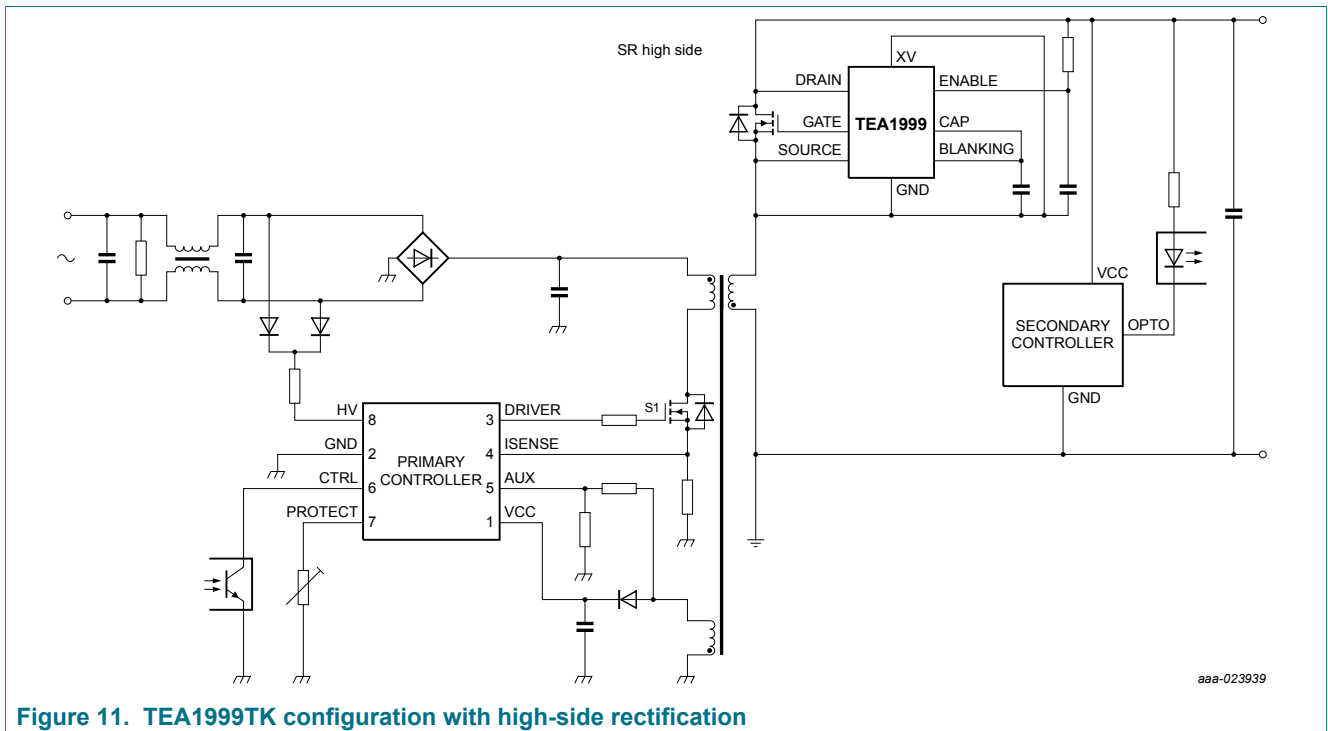 SR high side
XV
DRAIN
ENABLE
GATE
TEA1999
CAP
SOURCE
BLANKING
GND
VCC
SECONDARY
CONTROLLER
OPTO
GND
HV
8
3
DRIVER
S1
GND
2
4
ISENSE
PRIMARY
CONTROLLER
CTRL
6
5
AUX
PROTECT
7
1
VCC
aaa-023939
Figure 11. TEA1999TK configuration with high-side rectification